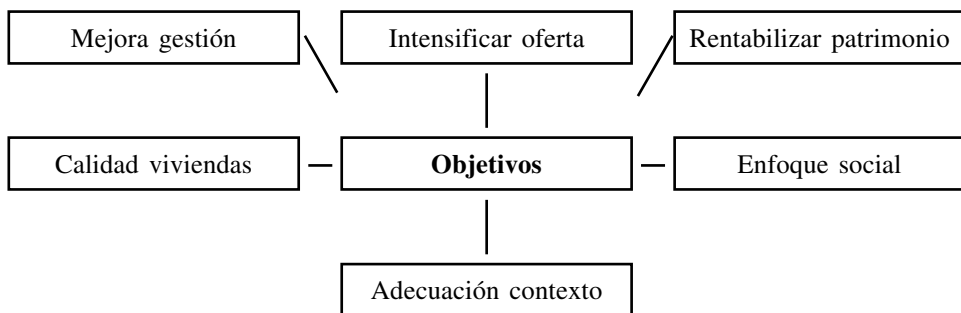 Mejora gestión
Intensificar oferta
Rentabilizar patrimonio
Calidad viviendas
Objetivos
Enfoque social
Adecuación contexto